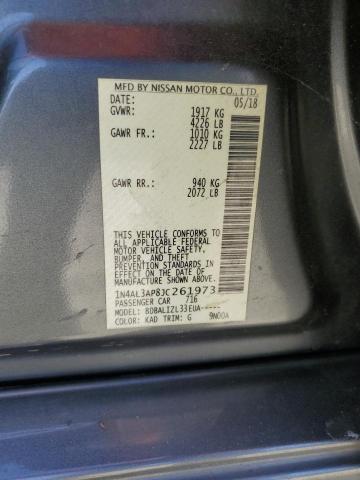 MFD BY NISSAN MOTOR CO., LTD.
DATE: 05/18
GVWR: 1917 KG
4226 LB
GAWR FR.: 1010 KG
2227 LB
GAWR RR.: 940 KG
2072 LB
THIS VEHICLE CONFORMS TO
ALL APPLICABLE FEDERAL
MOTOR VEHICLE SAFETY,
BUMPER, AND THEFT
PREVENTION STANDARDS
IN EFFECT ON THE DATE OF
MANUFACTURE SHOWN ABOVE.
1N4AL3AP8JC261973
PASSENGER CAR 716
MODEL: BDBALIZL33EUA-----
COLOR: KAD TRIM: G 9N00A